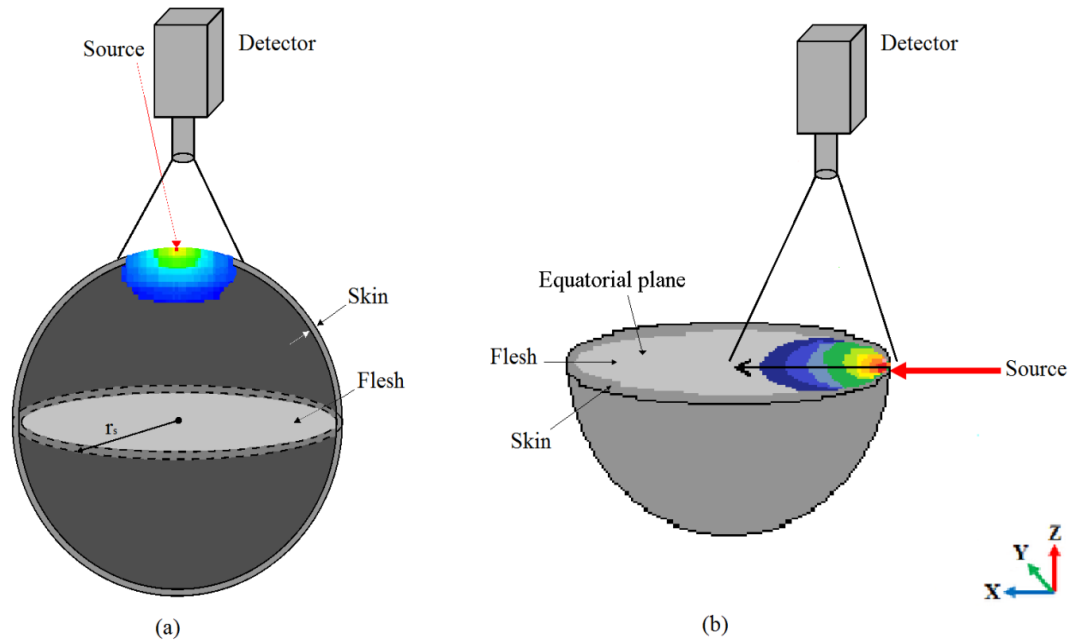 Source
Detector
Skin
Flesh
rs
(a)
Detector
Equatorial plane
Flesh
Source
Skin
Z
Y
X
(b)